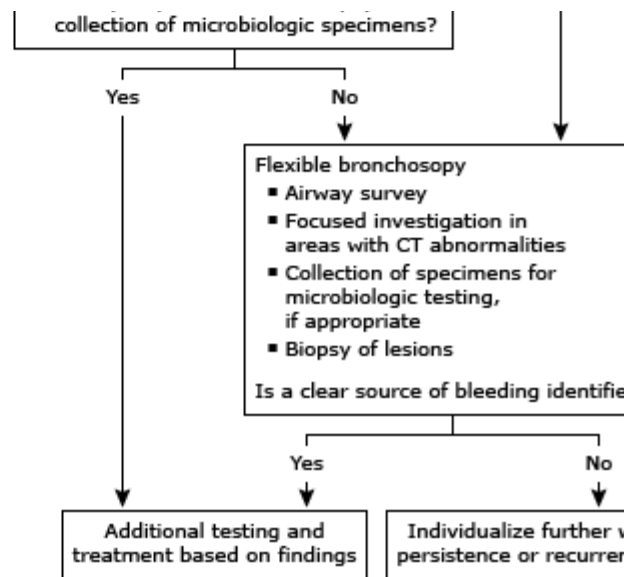 collection of microbiologic specimens?
Yes
No
Flexible bronchosopy
▪ Airway survey
▪ Focused investigation in
areas with CT abnormalities
▪ Collection of specimens for
microbiologic testing,
if appropriate
▪ Biopsy of lesions
Is a clear source of bleeding
Yes
No
Additional testing and
treatment based on findings
Individualize further
persistence or